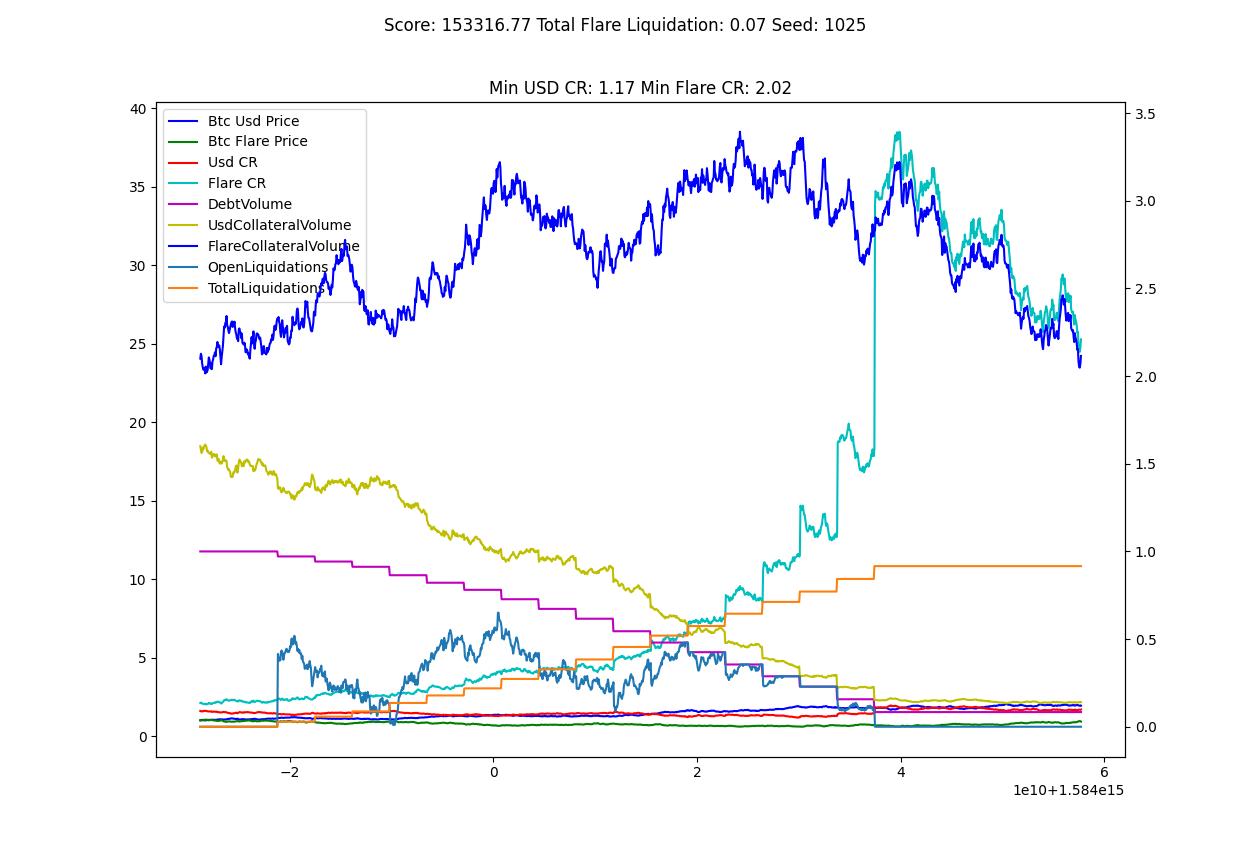 Score: 153316.77 Total Flare Liquidation: 0.07 Seed: 1025
Min USD CR: 1.17 Min Flare CR: 2.02
Btc Usd Price
Btc Flare Price
Usd CR
Flare CR
DebtVolume
UsdCollateralVolume
FlareCollateralVolume
OpenLiquidations
TotalLiquidations
40
35
30
25
20
15
10
5
0
3.5
3.0
2.5
2.0
1.5
1.0
0.5
0.0
−2 0 2 4 6
1e10+1.584e15